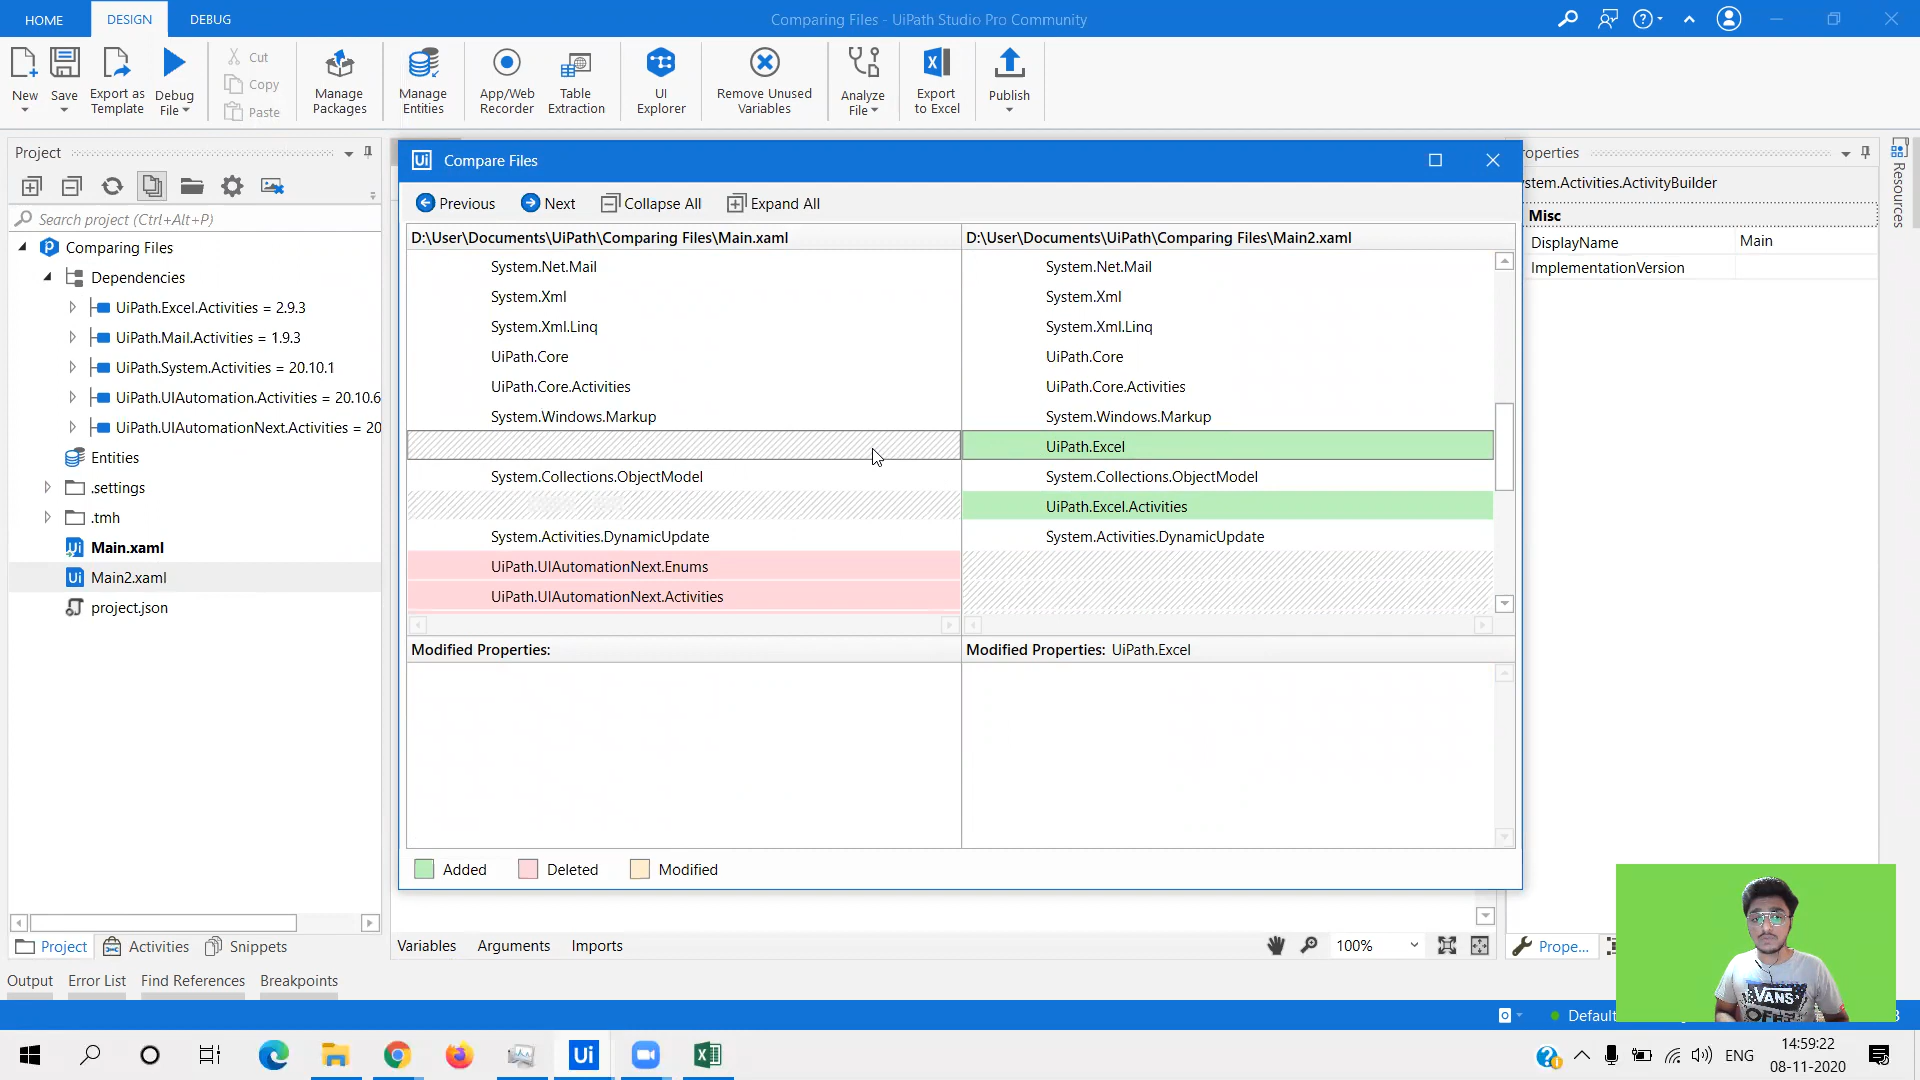 HOME
DESIGN
DEBUG
Comparing Files - UiPath Studio Pro Community
New
Save
Export as Template
Debug File
Cut
Copy
Paste
Manage Packages
Manage Entities
App/Web Recorder
Table Extraction
UI Explorer
Remove Unused Variables
Analyze File
Export to Excel
Publish
Project
Search project (Ctrl+Alt+P)
Comparing Files
Dependencies
UiPath.Excel.Activities = 2.9.3
UiPath.Mail.Activities = 1.9.3
UiPath.System.Activities = 20.10.1
UiPath.UIAutomation.Activities = 20.10.6
UiPath.UIAutomationNext.Activities = 20
Entities
.settings
.tmh
Main.xaml
Main2.xaml
project.json
Project
Activities
Snippets
Output
Error List
Find References
Breakpoints
Ui Compare Files
Previous
Next
Collapse All
Expand All
D:\User\Documents\UiPath\Comparing Files\Main.xaml
System.Net.Mail
System.Xml
System.Xml.Linq
UiPath.Core
UiPath.Core.Activities
System.Windows.Markup
System.Collections.ObjectModel
System.Activities.DynamicUpdate
UiPath.UIAutomationNext.Enums
UiPath.UIAutomationNext.Activities
D:\User\Documents\UiPath\Comparing Files\Main2.xaml
System.Net.Mail
System.Xml
System.Xml.Linq
UiPath.Core
UiPath.Core.Activities
System.Windows.Markup
UiPath.Excel
System.Collections.ObjectModel
UiPath.Excel.Activities
System.Activities.DynamicUpdate
Modified Properties:
Modified Properties: UiPath.Excel
Added
Deleted
Modified
Variables
Arguments
Imports
100%
roperties
stem.Activities.ActivityBuilder
Misc
DisplayName
Main
ImplementationVersion
Resources
Prope...
Default
VANS
ENG
14:59:22
08-11-2020